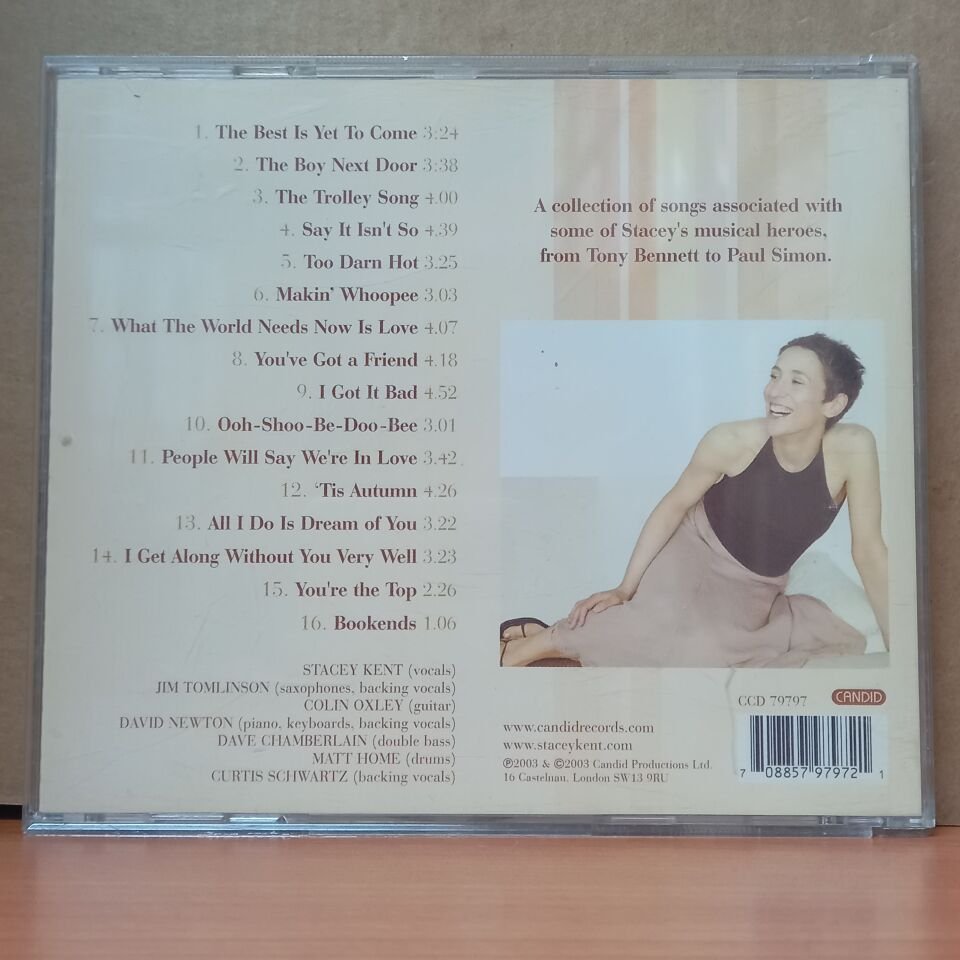 1. The Best Is Yet To Come 3:24
2. The Boy Next Door 3:38
3. The Trolley Song 4.00
4. Say It Isn't So 4.39
5. Too Darn Hot 3.25
6. Makin' Whoopee 3.03
7. What The World Needs Now Is Love 4.07
8. You've Got a Friend 4.18
9. I Got It Bad 4.52
10. Ooh-Shoo-Be-Doo-Bee 3.01
11. People Will Say We're In Love 3.42
12. 'Tis Autumn 4.26
13. All I Do Is Dream of You 3.22
14. I Get Along Without You Very Well 3.23
15. You're the Top 2.26
16. Bookends 1.06
STACEY KENT (vocals)
JIM TOMLINSON (saxophones, backing vocals)
COLIN OXLEY (guitar)
DAVID NEWTON (piano, keyboards, backing vocals)
DAVE CHAMBERLAIN (double bass)
MATT HOME (drums)
CURTIS SCHWARTZ (backing vocals)
A collection of songs associated with
some of Stacey's musical heroes,
from Tony Bennett to Paul Simon.
CCD 79797 CANDID
www.candidrecords.com
www.staceykent.com
℗2003 & ©2003 Candid Productions Ltd.
16 Castelnau, London SW13 9RU
7 08857 97972 1